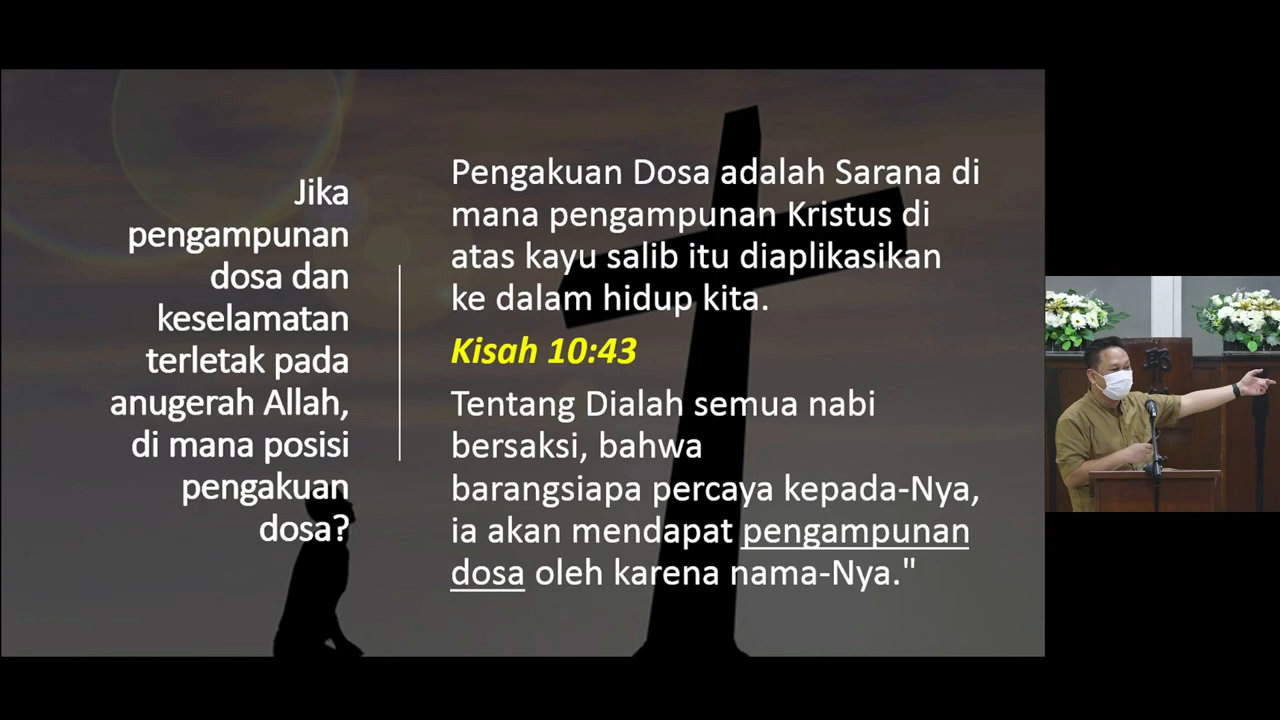 Jika
pengampunan
dosa dan
keselamatan
terletak pada
anugerah Allah,
di mana posisi
pengakuan
dosa?
Pengakuan Dosa adalah Sarana di
mana pengampunan Kristus di
atas kayu salib itu diaplikasikan
ke dalam hidup kita.
Kisah 10:43
Tentang Dialah semua nabi
bersaksi, bahwa
barangsiapa percaya kepada-Nya,
ia akan mendapat pengampunan
dosa oleh karena nama-Nya."